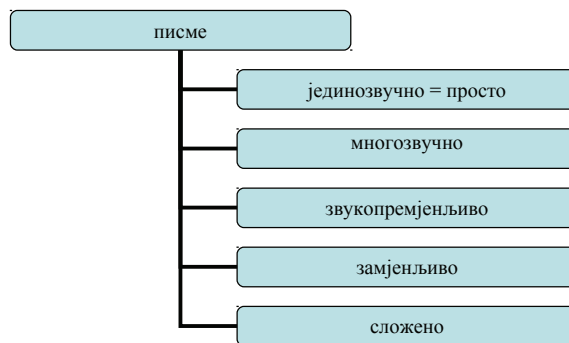 писме
јединозвучно = просто
многозвучно
звукопремјенљиво
замјенљиво
сложено